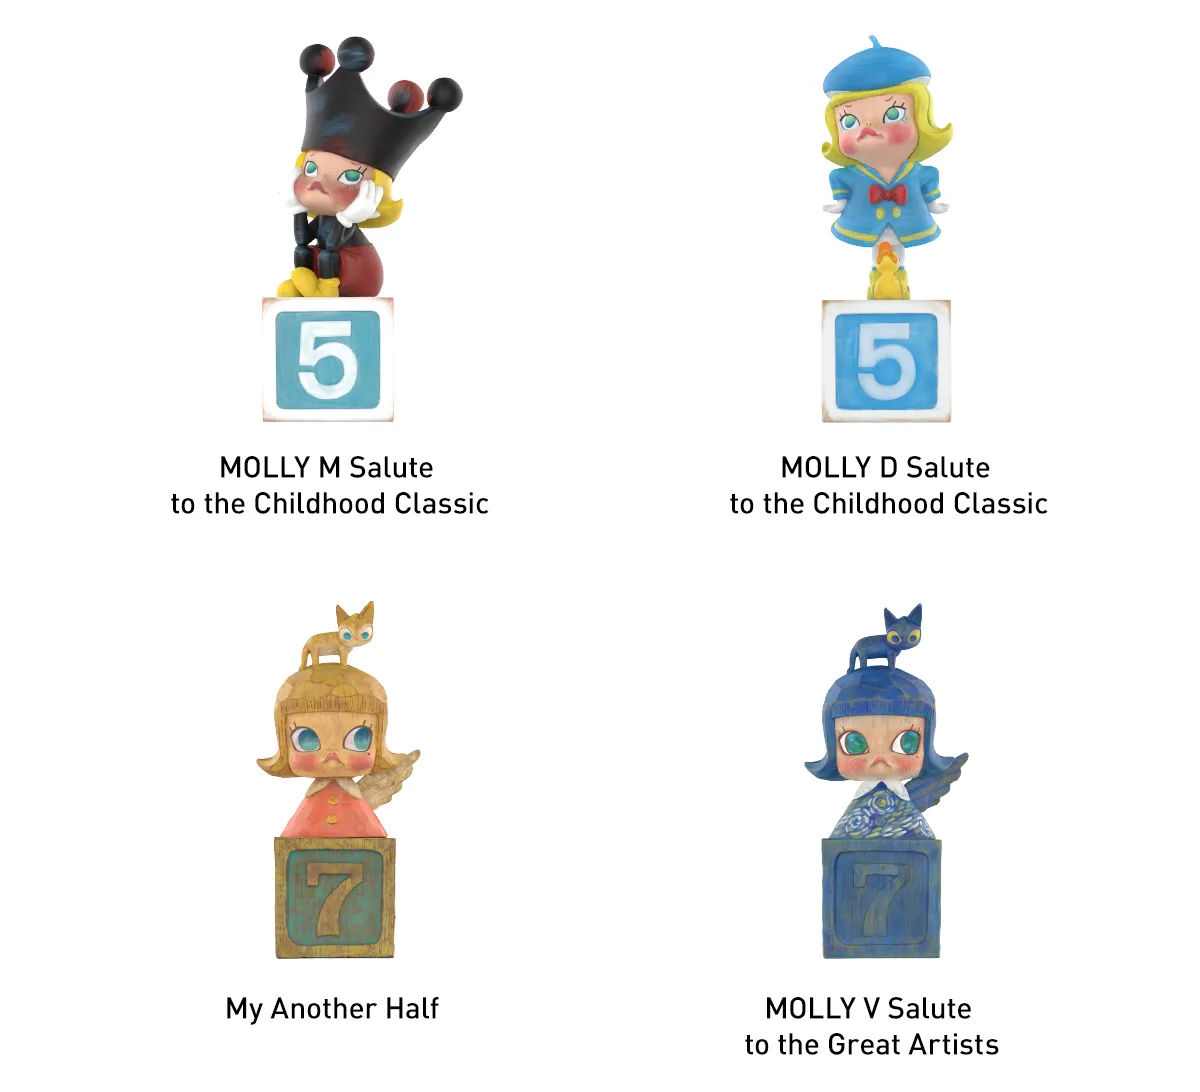 5
5
MOLLY M Salute
to the Childhood Classic
MOLLY D Salute
to the Childhood Classic
7
7
My Another Half
MOLLY V Salute
to the Great Artists